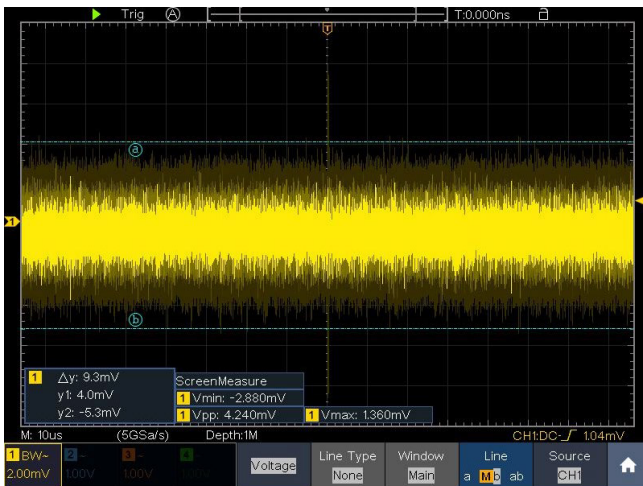 Trig A T:0.000ns
T
a
1
b
1 △y: 9.3mV
y1: 4.0mV
y2: -5.3mV
ScreenMeasure
1 Vmin: -2.880mV
1 Vpp: 4.240mV 1 Vmax: 1.360mV
M: 10us (5GSa/s) Depth:1M CH1:DC- 1.04mV
1 BW~ 2 ~ 3 ~ 4
2.00mV 1.00V 1.00V
Voltage
Line Type Window Line Source
None Main a Mb ab CH1